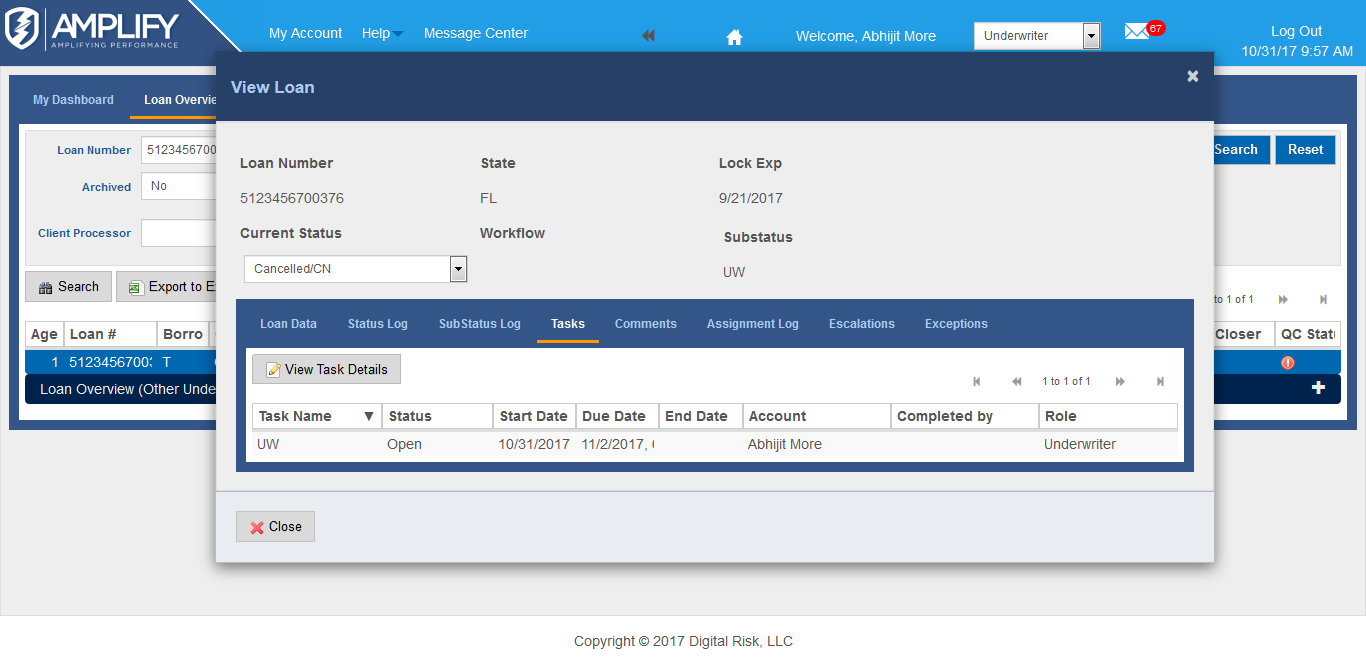 AMPLIFY
AMPLIFYING PERFORMANCE
My Account Help Message Center Welcome, Abhijit More Underwriter 67 Log Out
10/31/17 9:57 AM
My Dashboard Loan Overvie
View Loan
Loan Number 512345670
Archived No
Client Processor
Search Reset
Search Export to E
to 1 of 1
Age Loan # Borro Closer QC Stat
1 512345670 T
Loan Overview (Other Unde
Loan Number State Lock Exp
5123456700376 FL 9/21/2017
Current Status Workflow Substatus
Cancelled/CN UW
Loan Data Status Log SubStatus Log Tasks Comments Assignment Log Escalations Exceptions
View Task Details
1 to 1 of 1
Task Name Status Start Date Due Date End Date Account Completed by Role
UW Open 10/31/2017 11/2/2017, Abhijit More Underwriter
Close
Copyright © 2017 Digital Risk, LLC